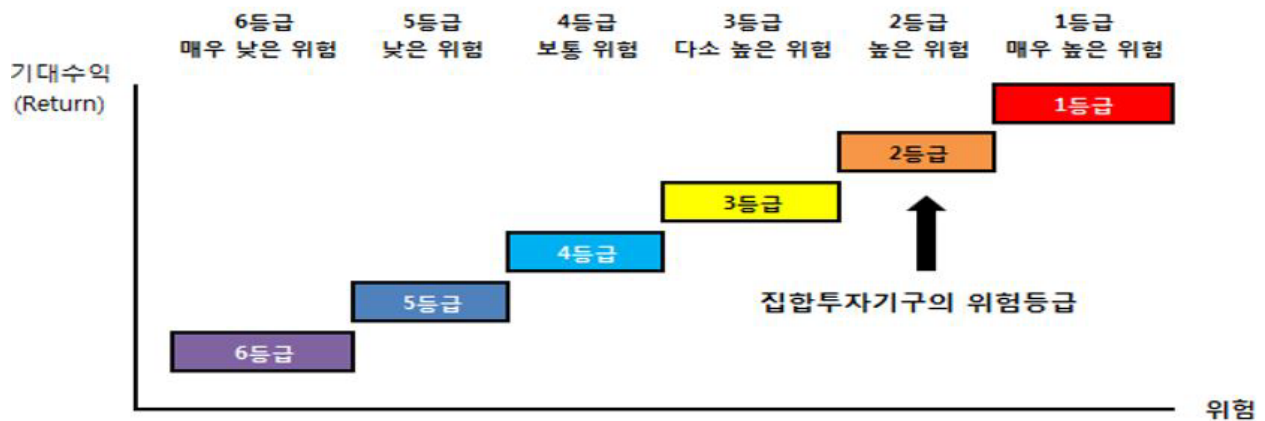 6등급 5등급 4등급 3등급 2등급 1등급
매우 낮은 위험 낮은 위험 보통 위험 다소 높은 위험 높은 위험 매우 높은 위험
기대수익
(Return)
1등급
2등급
3등급
4등급
5등급
6등급
집합투자기구의 위험등급
위험